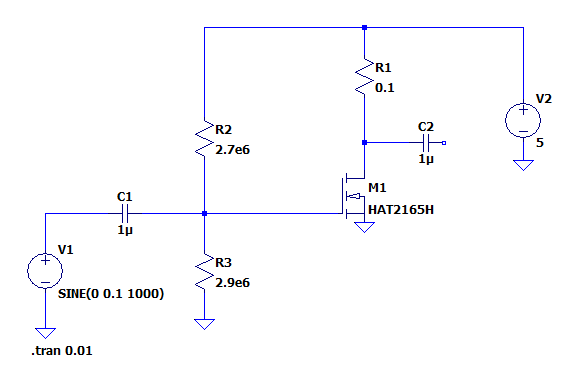 R1
0.1
V2
5
R2
2.7e6
C2
1µ
C1
1µ
M1
HAT2165H
V1
SINE(0 0.1 1000)
R3
2.9e6
.tran 0.01